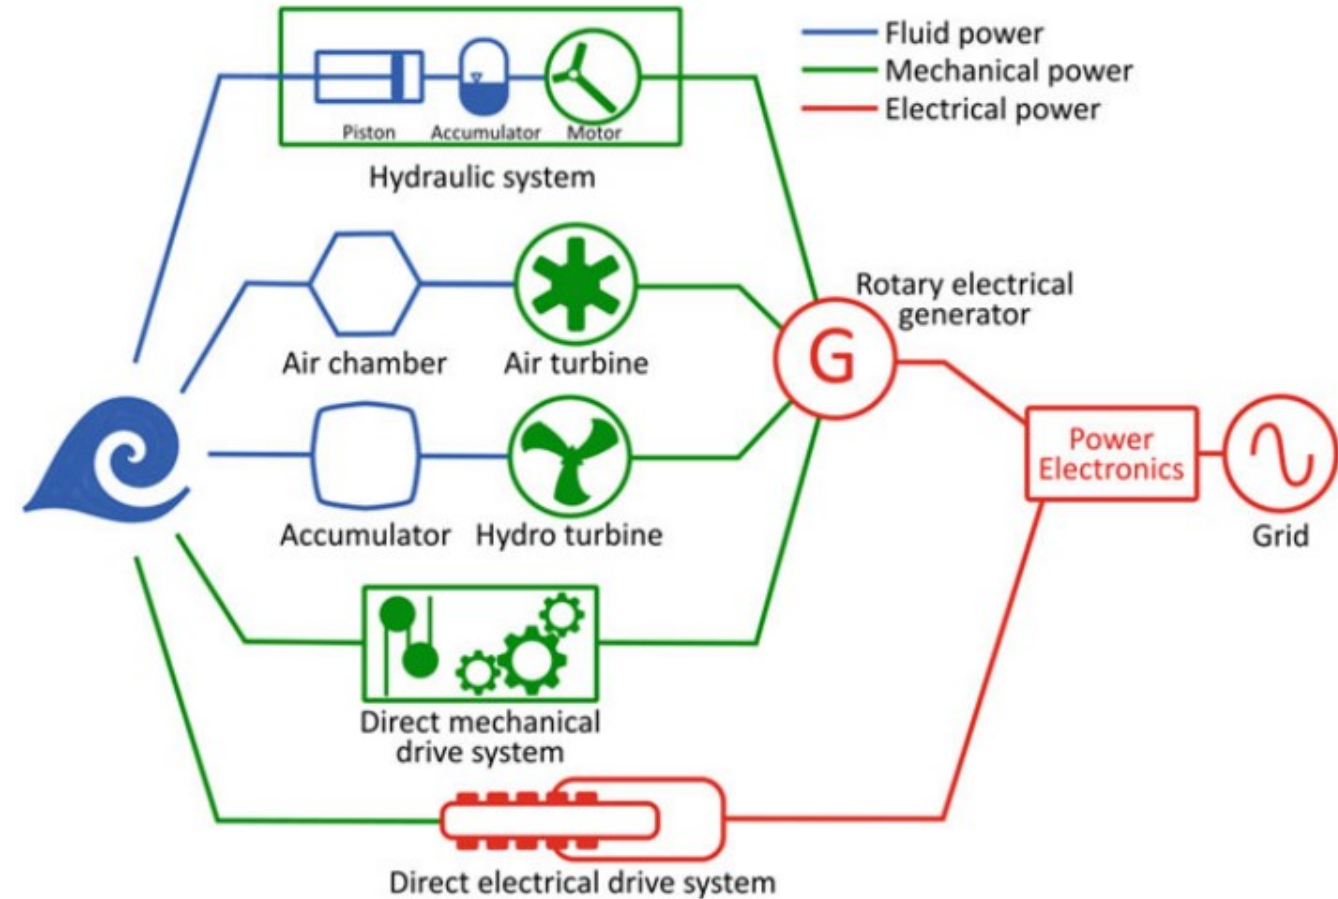 Fluid power
Mechanical power
Electrical power
Piston
Accumulator
Motor
Hydraulic system
Rotary electrical
generator
G
Air chamber
Air turbine
Power
Electronics
Accumulator
Hydro turbine
Grid
Direct mechanical
drive system
Direct electrical drive system